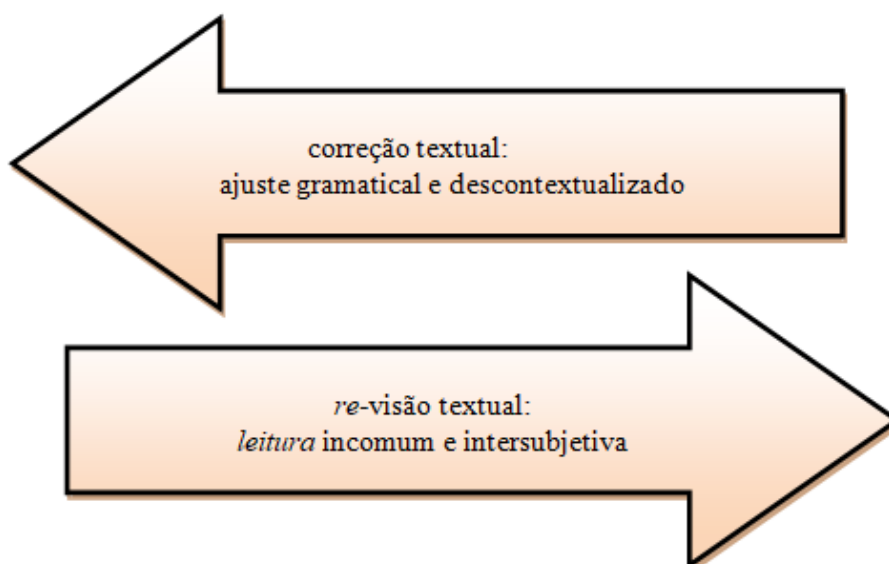 correção textual:
ajuste gramatical e descontextualizado
re-visão textual:
leitura incomum e intersubjetiva